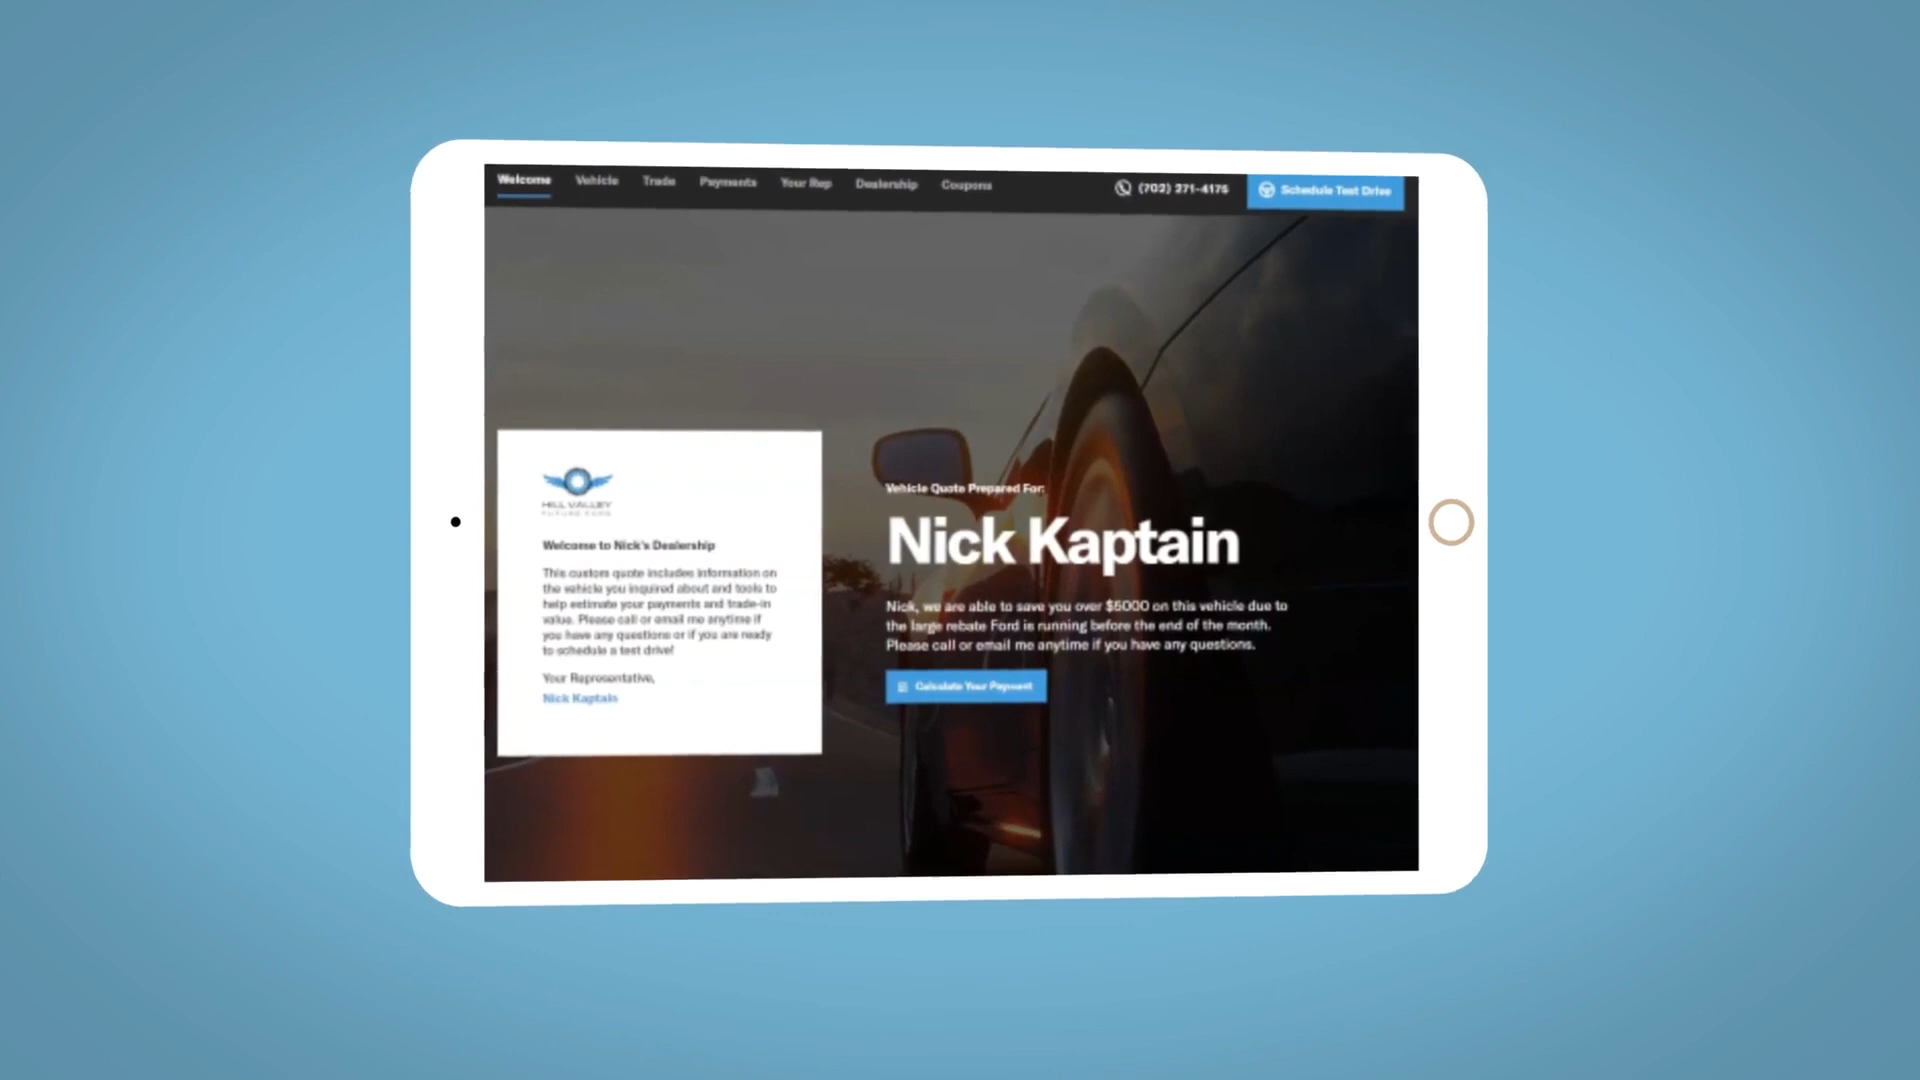 Welcome Vehicle Trade Payments Your Rep Dealership Coupons (702) 271-4175 Schedule Test Drive
HILL VALLEY
FUTURE FORD
Welcome to Nick's Dealership
This custom quote includes information on
the vehicle you inquired about and tools to
help estimate your payments and trade-in
value. Please call or email me anytime if
you have any questions or if you are ready
to schedule a test drive!
Your Representative,
Nick Kaptain
Vehicle Quote Prepared For:
Nick Kaptain
Nick, we are able to save you over $5000 on this vehicle due to
the large rebate Ford is running before the end of the month.
Please call or email me anytime if you have any questions.
Calculate Your Payment